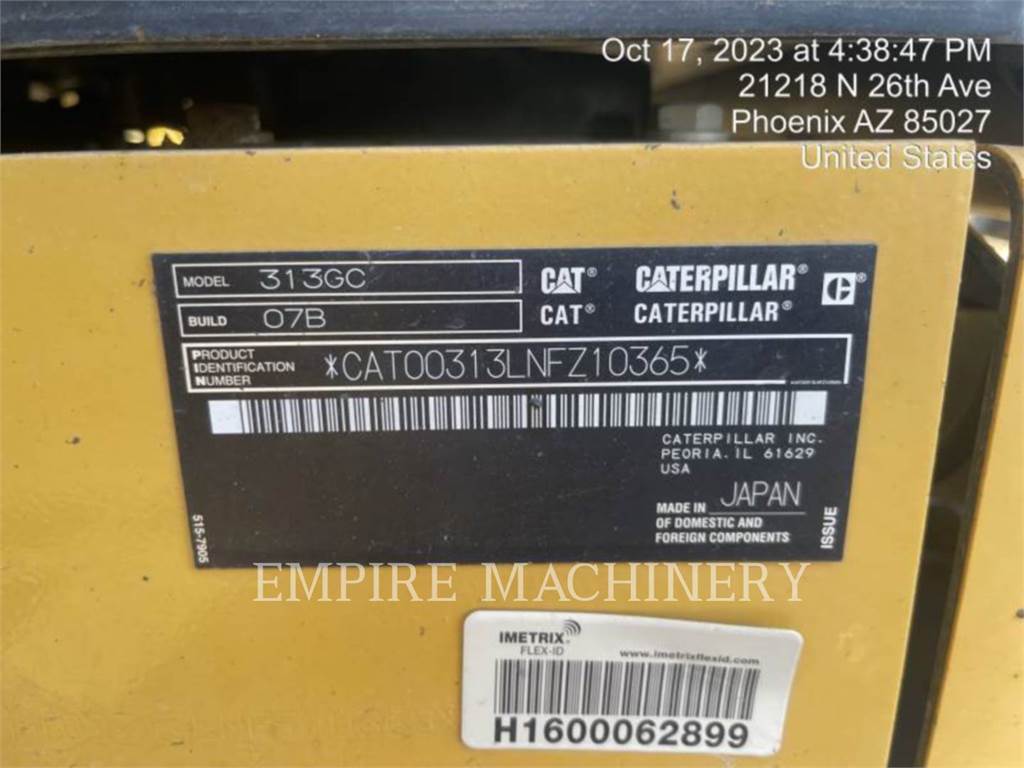 Oct 17, 2023 at 4:38:47 PM
21218 N 26th Ave
Phoenix AZ 85027
United States
MODEL 313GC
CAT® CATERPILLAR®
BUILD 07B
CAT® CATERPILLAR®
PRODUCT
IDENTIFICATION
NUMBER
*CAT00313LNFZ10365*
CATERPILLAR INC.
PEORIA, IL 61629
USA
MADE IN JAPAN
OF DOMESTIC AND
FOREIGN COMPONENTS
ISSUE
515-7905
EMPIRE MACHINERY
IMETRIX
FLEX-ID
www.imetrixflexid.com
H1600062899